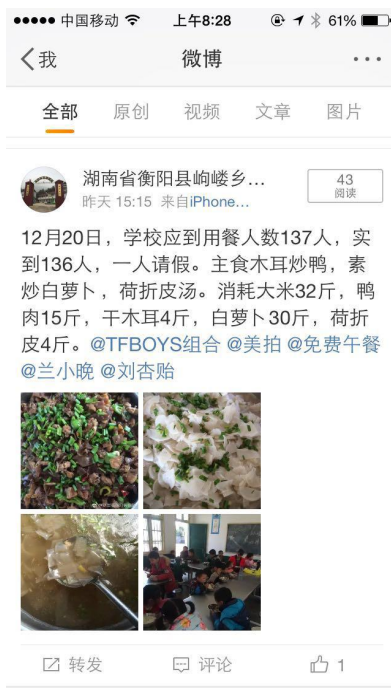 中国移动 上午8:28 61%
我 微博
全部 原创 视频 文章 图片
湖南省衡阳县岣嵝乡...
43
阅读
昨天 15:15 来自iPhone...
12月20日，学校应到用餐人数137人，实
到136人，一人请假。主食木耳炒鸭，素
炒白萝卜，荷折皮汤。消耗大米32斤，鸭
肉15斤，干木耳4斤，白萝卜30斤，荷折
皮4斤。@TFBOYS组合 @美拍 @免费午餐
@兰小晚 @刘杏贻
转发 评论 1